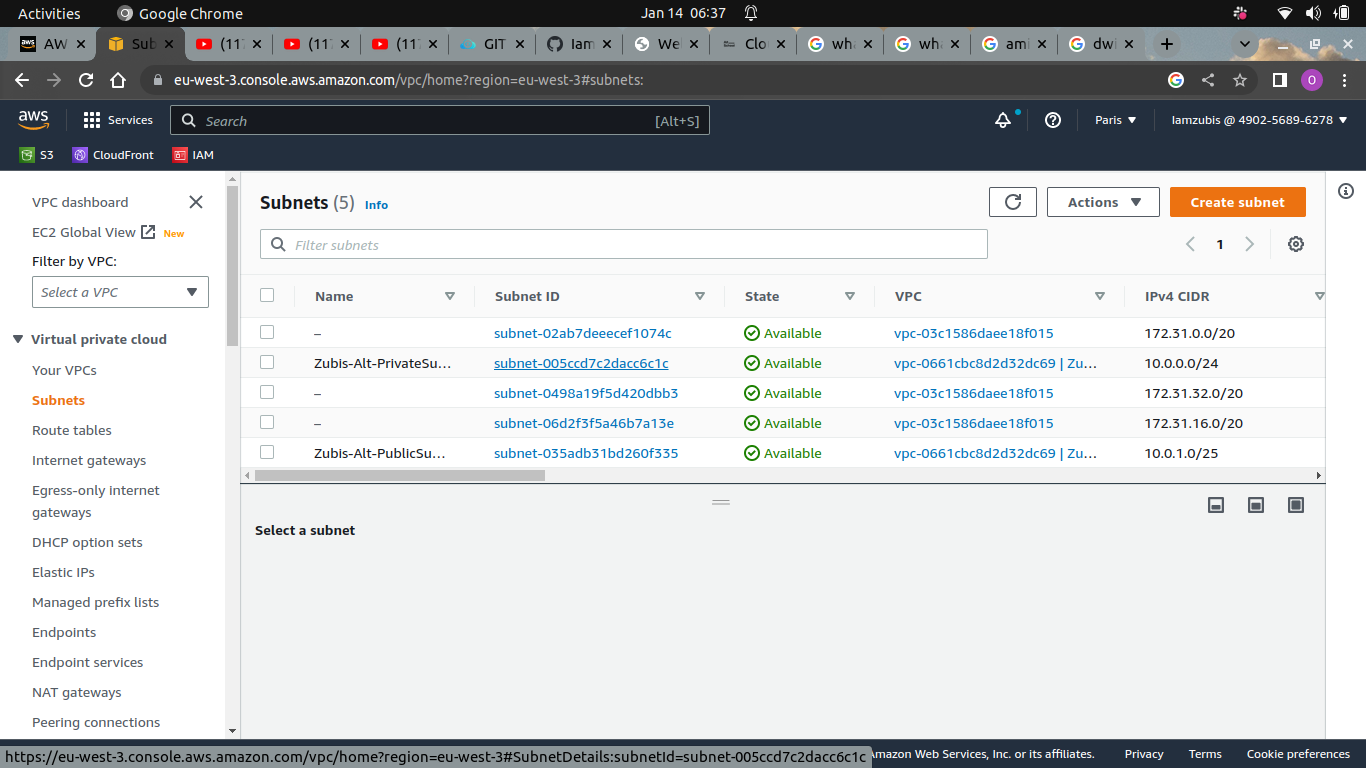 Activities Google Chrome Jan 14 06:37
AW Sub (117 (117 (117 GIT Iam Wel Clo wha wha ami dwi
eu-west-3.console.aws.amazon.com/vpc/home?region=eu-west-3#subnets: O
aws Services Search [Alt+S] Paris Iamzubis @ 4902-5689-6278
S3 CloudFront IAM
VPC dashboard
EC2 Global View New
Filter by VPC:
Select a VPC
Virtual private cloud
Your VPCs
Subnets
Route tables
Internet gateways
Egress-only internet
gateways
DHCP option sets
Elastic IPs
Managed prefix lists
Endpoints
Endpoint services
NAT gateways
Peering connections
Subnets (5) Info Actions Create subnet
Filter subnets 1
Name Subnet ID State VPC IPv4 CIDR
– subnet-02ab7deeecef1074c Available vpc-03c1586daee18f015 172.31.0.0/20
Zubis-Alt-PrivateSu… subnet-005ccd7c2dacc6c1c Available vpc-0661cbc8d2d32dc69 | Zu… 10.0.0.0/24
– subnet-0498a19f5d420dbb3 Available vpc-03c1586daee18f015 172.31.32.0/20
– subnet-06d2f3f5a46b7a13e Available vpc-03c1586daee18f015 172.31.16.0/20
Zubis-Alt-PublicSu… subnet-035adb31bd260f335 Available vpc-0661cbc8d2d32dc69 | Zu… 10.0.1.0/25
Select a subnet
https://eu-west-3.console.aws.amazon.com/vpc/home?region=eu-west-3#SubnetDetails:subnetId=subnet-005ccd7c2dacc6c1c Amazon Web Services, Inc. or its affiliates. Privacy Terms Cookie preferences